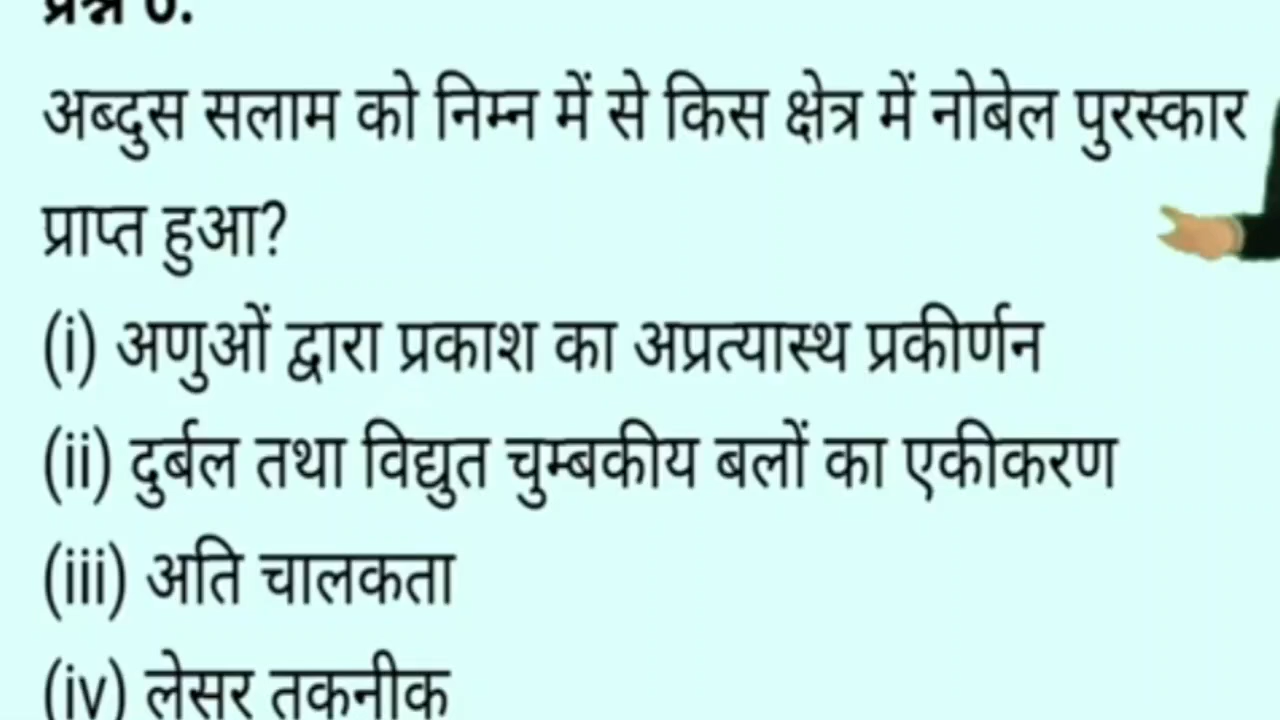 अब्दुस सलाम को निम्न में से किस क्षेत्र में नोबेल पुरस्कार
प्राप्त हुआ?
(i) अणुओं द्वारा प्रकाश का अप्रत्यास्थ प्रकीर्णन
(ii) दुर्बल तथा विद्युत चुम्बकीय बलों का एकीकरण
(iii) अति चालकता
(iv) लेसर तकनीक